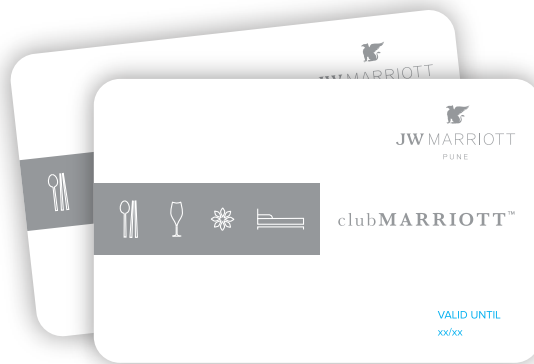 JW MARRIOTT
JW MARRIOTT
PUNE
clubMARRIOTT™
VALID UNTIL
xx/xx